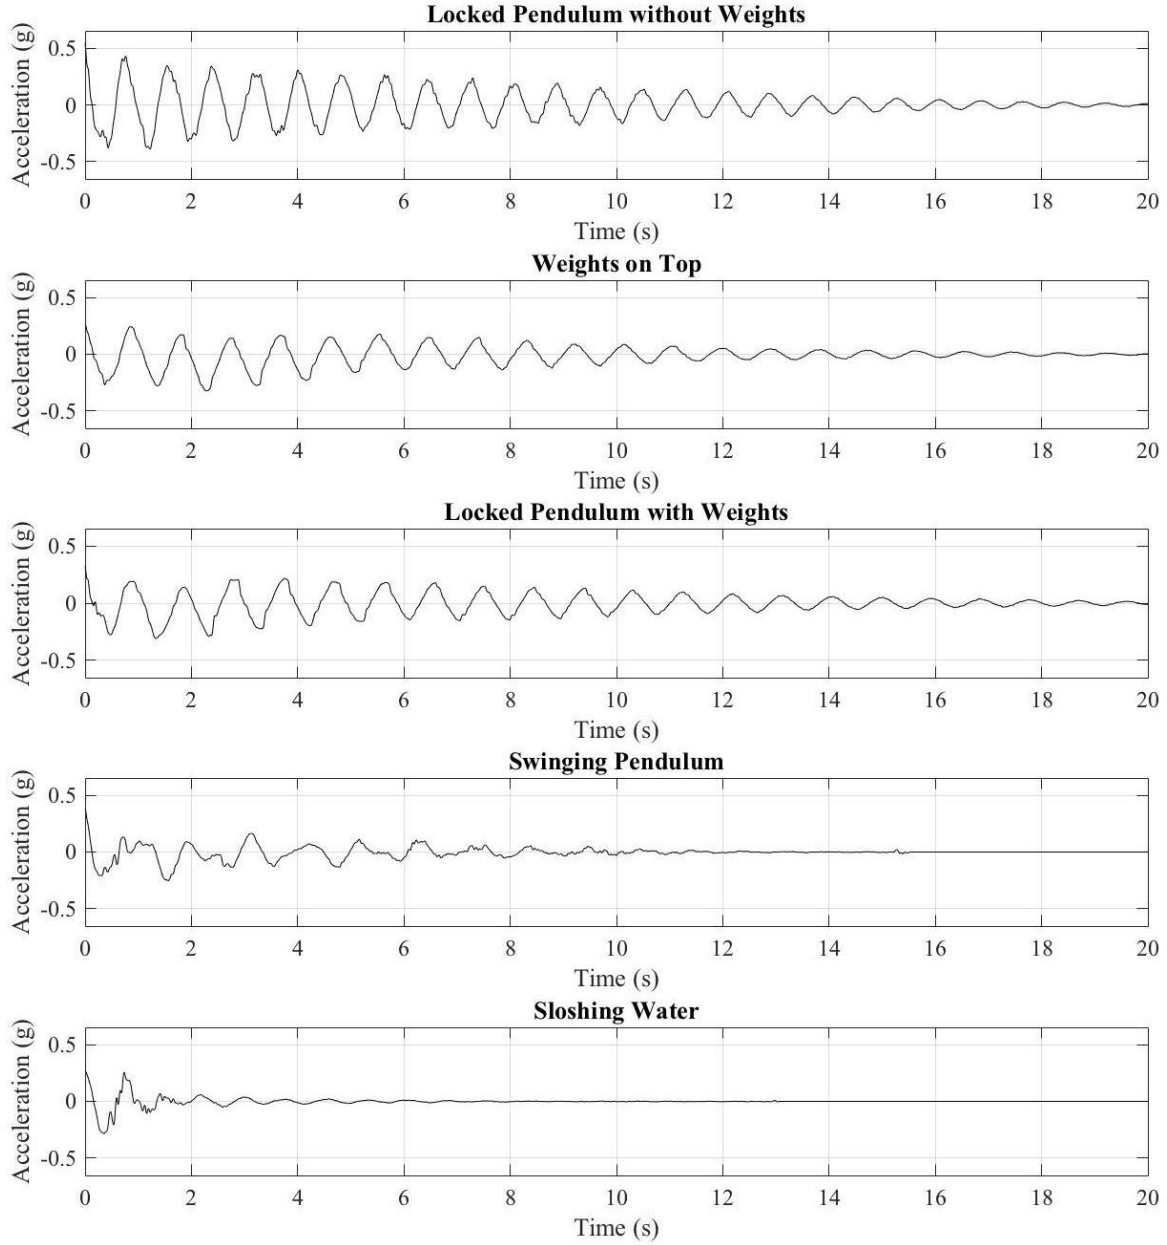 Locked Pendulum without Weights
Acceleration (g)
0.5
0
-0.5
0 2 4 6 8 10 12 14 16 18 20
Time (s)
Weights on Top
Acceleration (g)
0.5
0
-0.5
0 2 4 6 8 10 12 14 16 18 20
Time (s)
Locked Pendulum with Weights
Acceleration (g)
0.5
0
-0.5
0 2 4 6 8 10 12 14 16 18 20
Time (s)
Swinging Pendulum
Acceleration (g)
0.5
0
-0.5
0 2 4 6 8 10 12 14 16 18 20
Time (s)
Sloshing Water
Acceleration (g)
0.5
0
-0.5
0 2 4 6 8 10 12 14 16 18 20
Time (s)